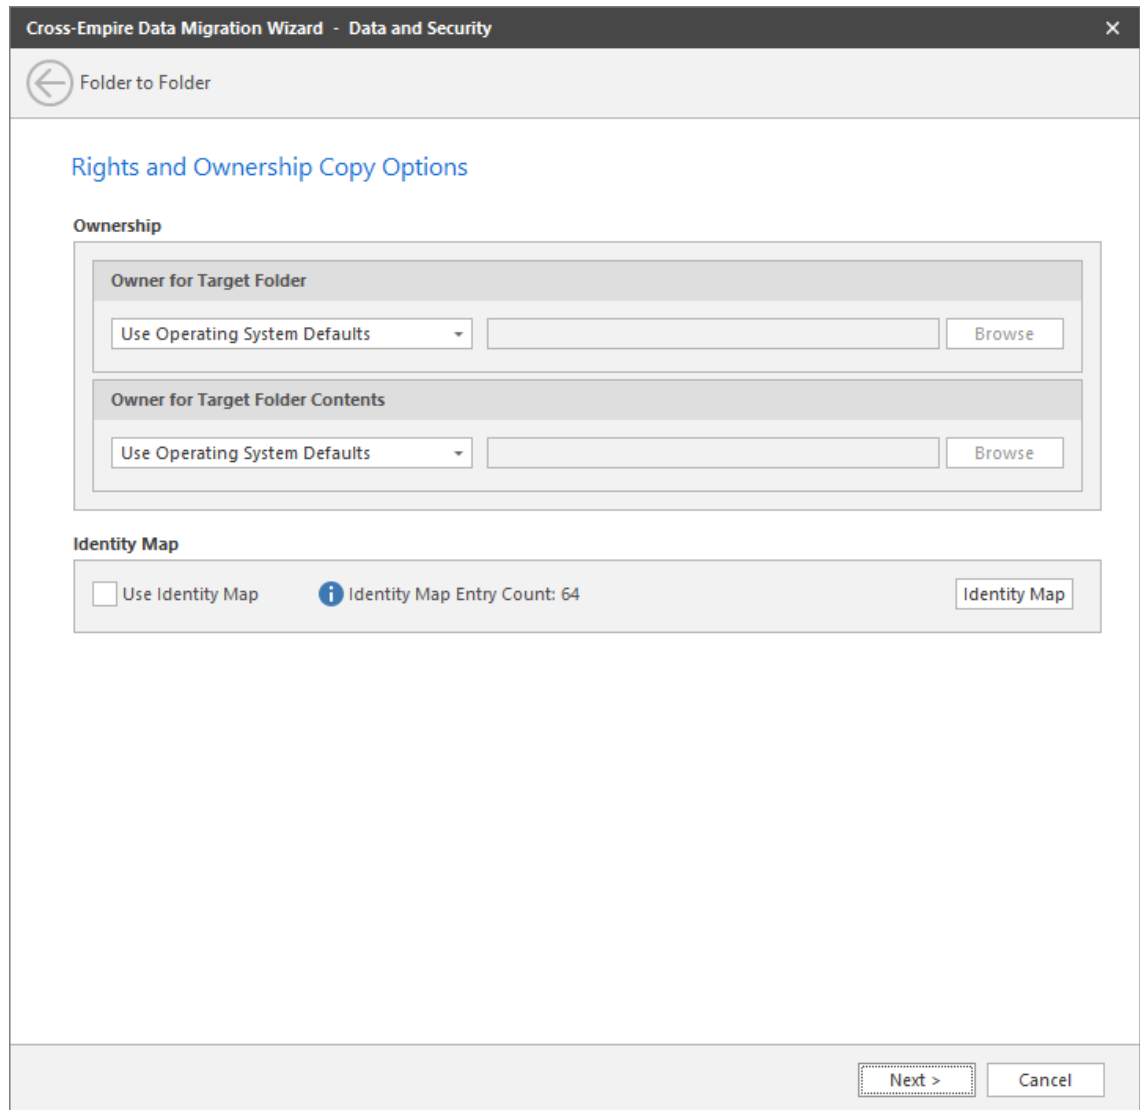 Cross-Empire Data Migration Wizard - Data and Security
Folder to Folder
Rights and Ownership Copy Options
Ownership
Owner for Target Folder
Use Operating System Defaults Browse
Owner for Target Folder Contents
Use Operating System Defaults Browse
Identity Map
Use Identity Map Identity Map Entry Count: 64 Identity Map
Next > Cancel